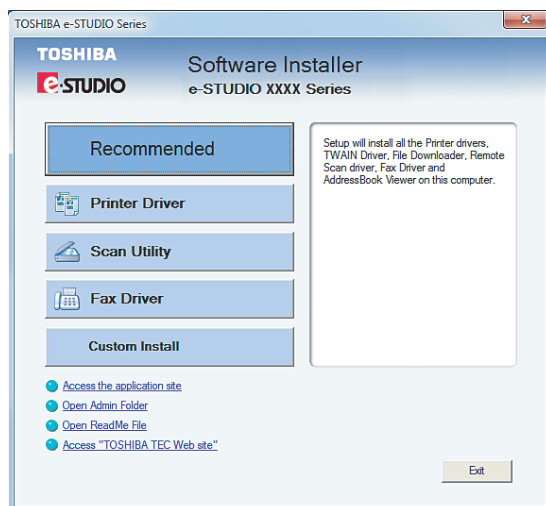 TOSHIBA e-STUDIO Series
TOSHIBA
e-STUDIO
Software Installer
e-STUDIO XXXX Series
Recommended
Printer Driver
Scan Utility
Fax Driver
Custom Install
Setup will install all the Printer drivers,
TWAIN Driver, File Downloader, Remote
Scan driver, Fax Driver and
AddressBook Viewer on this computer.
Access the application site
Open Admin Folder
Open ReadMe File
Access "TOSHIBA TEC Web site"
Exit